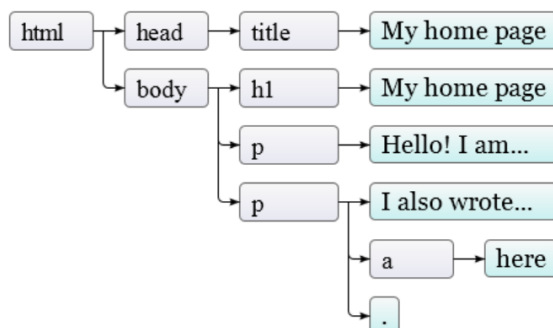 html head title My home page
body h1 My home page
p Hello! I am...
p I also wrote...
a here
.